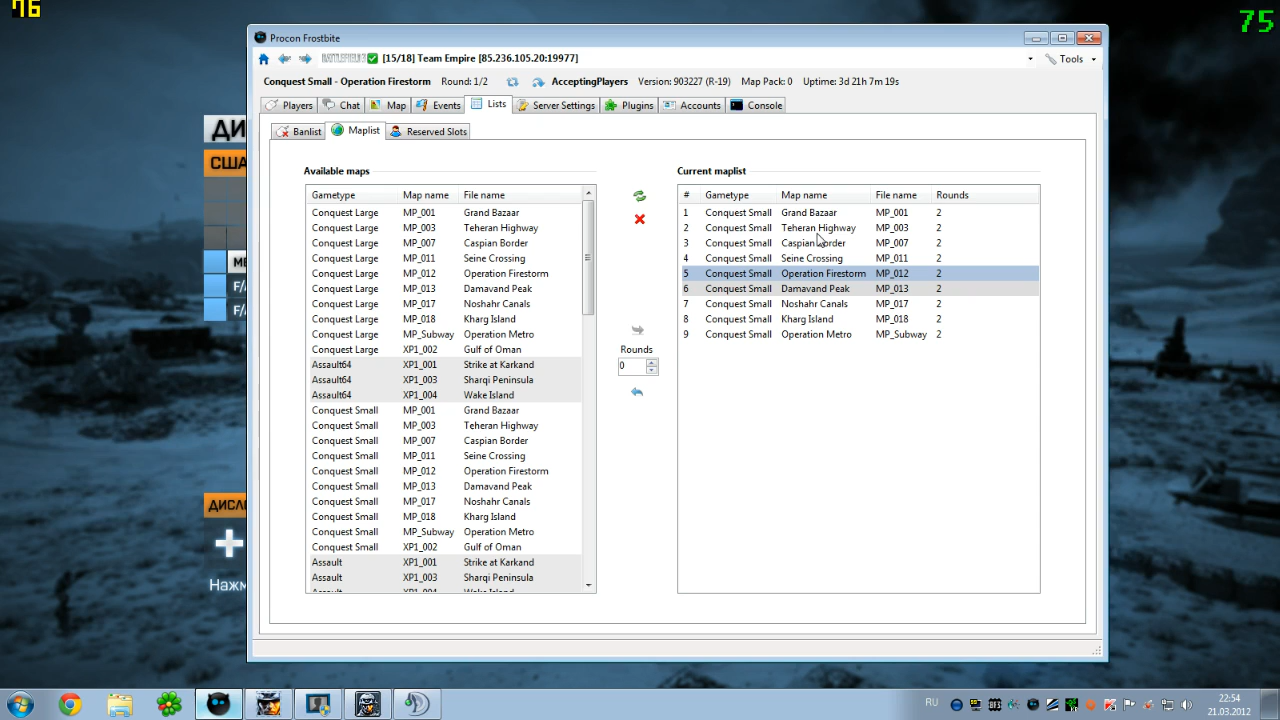 76
75
Procon Frostbite
[15/18] Team Empire [85.236.105.20:19977]
Tools
Conquest Small - Operation Firestorm Round: 1/2 AcceptingPlayers Version: 903227 (R-19) Map Pack: 0 Uptime: 3d 21h 7m 19s
Players Chat Map Events Lists Server Settings Plugins Accounts Console
Banlist Maplist Reserved Slots
Available maps
Gametype Map name File name
Conquest Large MP_001 Grand Bazaar
Conquest Large MP_003 Teheran Highway
Conquest Large MP_007 Caspian Border
Conquest Large MP_011 Seine Crossing
Conquest Large MP_012 Operation Firestorm
Conquest Large MP_013 Damavand Peak
Conquest Large MP_017 Noshahr Canals
Conquest Large MP_018 Kharg Island
Conquest Large MP_Subway Operation Metro
Conquest Large XP1_002 Gulf of Oman
Assault64 XP1_001 Strike at Karkand
Assault64 XP1_003 Sharqi Peninsula
Assault64 XP1_004 Wake Island
Conquest Small MP_001 Grand Bazaar
Conquest Small MP_003 Teheran Highway
Conquest Small MP_007 Caspian Border
Conquest Small MP_011 Seine Crossing
Conquest Small MP_012 Operation Firestorm
Conquest Small MP_013 Damavand Peak
Conquest Small MP_017 Noshahr Canals
Conquest Small MP_018 Kharg Island
Conquest Small MP_Subway Operation Metro
Conquest Small XP1_002 Gulf of Oman
Assault XP1_001 Strike at Karkand
Assault XP1_003 Sharqi Peninsula
Assault XP1_004 Wake Island
Rounds
0
Current maplist
# Gametype Map name File name Rounds
1 Conquest Small Grand Bazaar MP_001 2
2 Conquest Small Teheran Highway MP_003 2
3 Conquest Small Caspian Border MP_007 2
4 Conquest Small Seine Crossing MP_011 2
5 Conquest Small Operation Firestorm MP_012 2
6 Conquest Small Damavand Peak MP_013 2
7 Conquest Small Noshahr Canals MP_017 2
8 Conquest Small Kharg Island MP_018 2
9 Conquest Small Operation Metro MP_Subway 2
ДИ
США
F/
F/
ДИСЛ
Наж
RU
22:54
21.03.2012